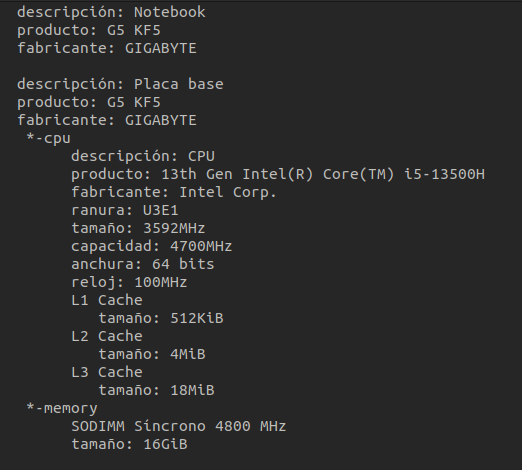 descripción: Notebook
producto: G5 KF5
fabricante: GIGABYTE

descripción: Placa base
producto: G5 KF5
fabricante: GIGABYTE
*-cpu
descripción: CPU
producto: 13th Gen Intel(R) Core(TM) i5-13500H
fabricante: Intel Corp.
ranura: U3E1
tamaño: 3592MHz
capacidad: 4700MHz
anchura: 64 bits
reloj: 100MHz
L1 Cache
tamaño: 512KiB
L2 Cache
tamaño: 4MiB
L3 Cache
tamaño: 18MiB
*-memory
SODIMM Síncrono 4800 MHz
tamaño: 16GiB